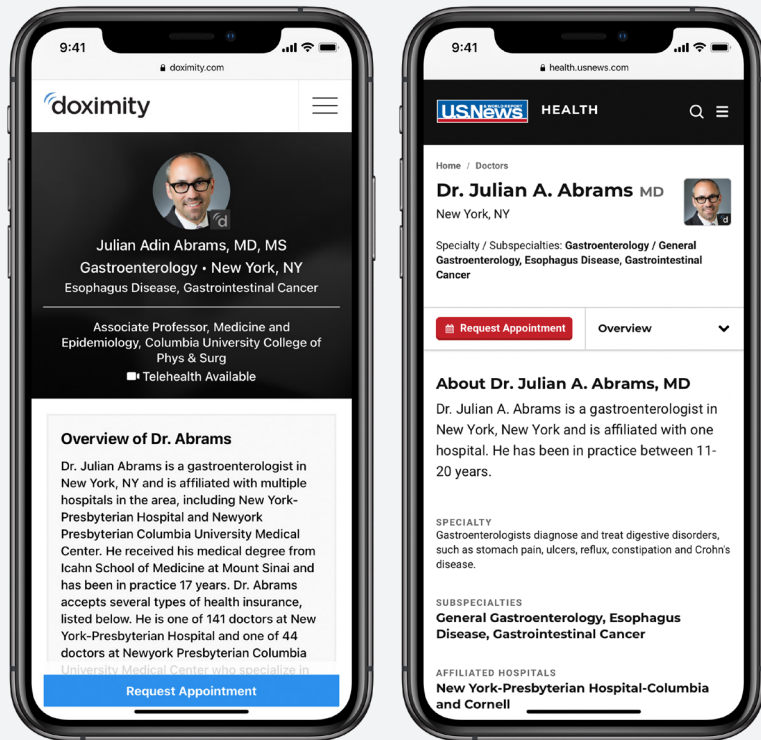 9:41
doximity.com
doximity
Julian Adin Abrams, MD, MS
Gastroenterology • New York, NY
Esophagus Disease, Gastrointestinal Cancer
Associate Professor, Medicine and
Epidemiology, Columbia University College of
Phys & Surg
Telehealth Available
Overview of Dr. Abrams
Dr. Julian Abrams is a gastroenterologist in
New York, NY and is affiliated with multiple
hospitals in the area, including New York-
Presbyterian Hospital and Newyork
Presbyterian Columbia University Medical
Center. He received his medical degree from
Icahn School of Medicine at Mount Sinai and
has been in practice 17 years. Dr. Abrams
accepts several types of health insurance,
listed below. He is one of 141 doctors at New
York-Presbyterian Hospital and one of 44
doctors at Newyork Presbyterian Columbia
University Medical Center who specialize in
Request Appointment
9:41
health.usnews.com
U.S.News & WORLD REPORT
HEALTH
Home / Doctors
Dr. Julian A. Abrams MD
d
New York, NY
Specialty / Subspecialties: Gastroenterology / General
Gastroenterology, Esophagus Disease, Gastrointestinal
Cancer
Request Appointment
Overview
About Dr. Julian A. Abrams, MD
Dr. Julian A. Abrams is a gastroenterologist in
New York, New York and is affiliated with one
hospital. He has been in practice between 11-
20 years.
SPECIALTY
Gastroenterologists diagnose and treat digestive disorders,
such as stomach pain, ulcers, reflux, constipation and Crohn's
disease.
SUBSPECIALTIES
General Gastroenterology, Esophagus
Disease, Gastrointestinal Cancer
AFFILIATED HOSPITALS
New York-Presbyterian Hospital-Columbia
and Cornell